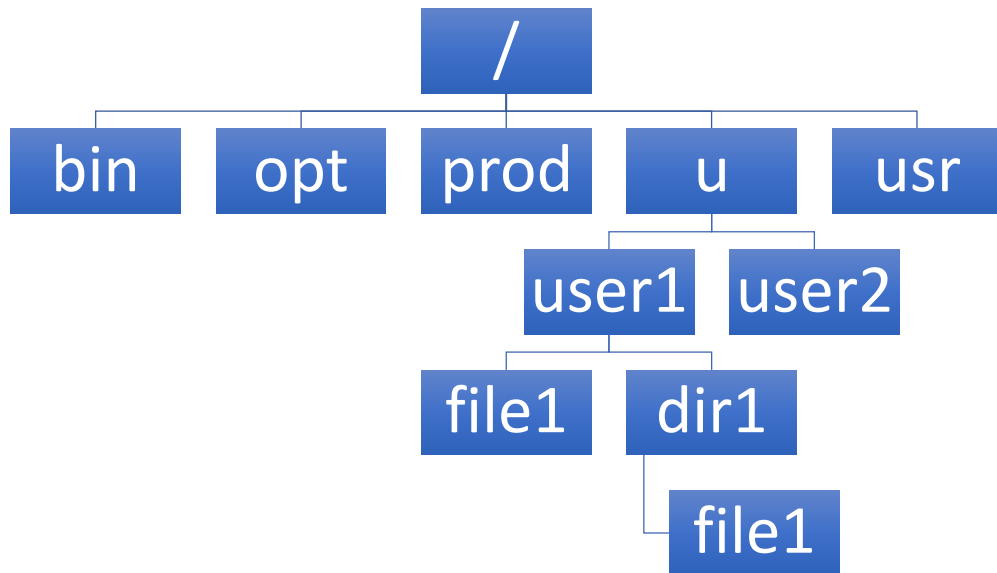 /
bin opt prod u usr
user1 user2
file1 dir1
file1